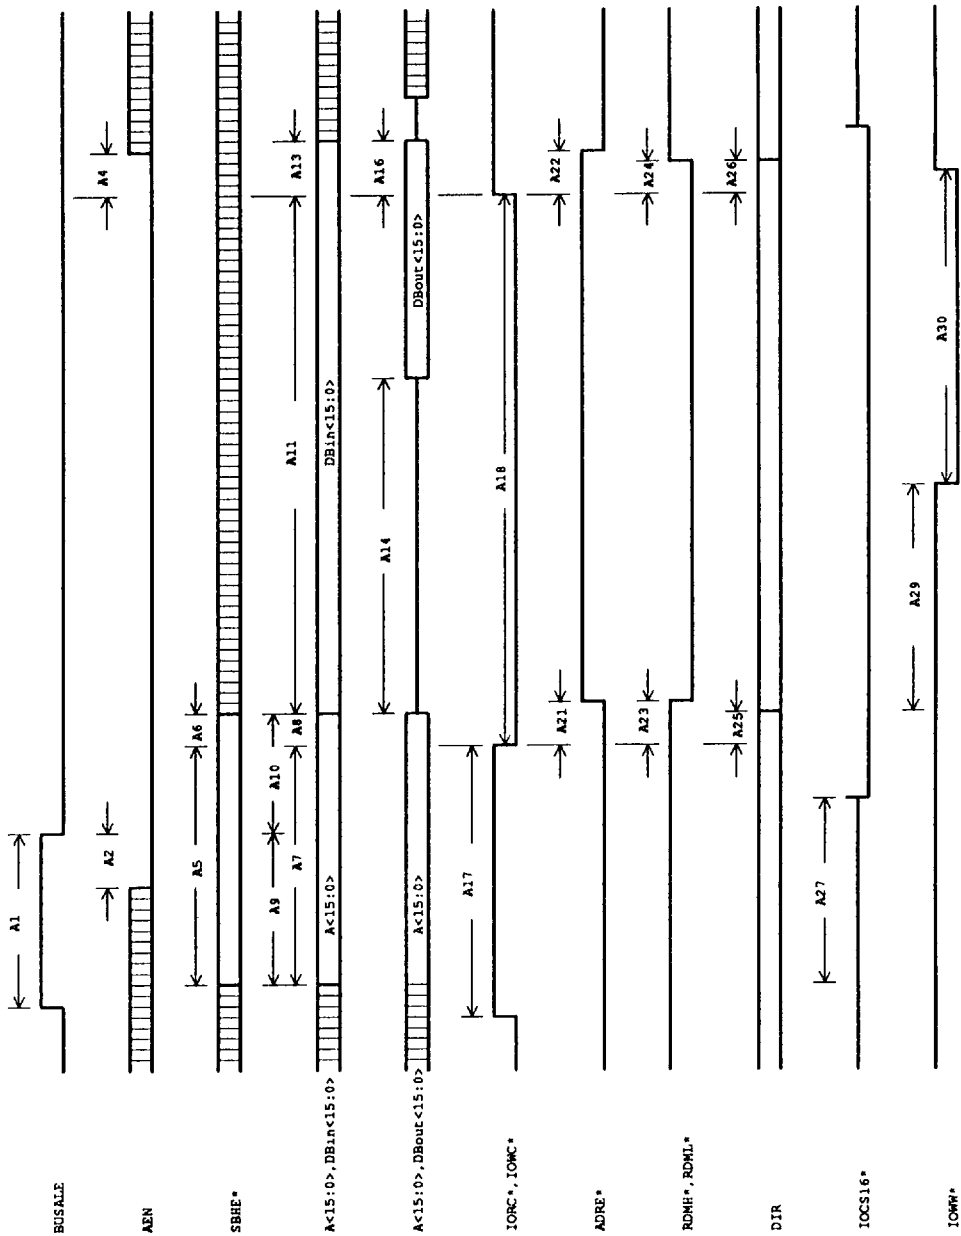 A1
BUSALE
A2
A4
AEN
A5
A6
SBHE*
A9
A10
A7
A8
A11
A13
A<15:0>,DBin<15:0>
A<15:0>
DBin<15:0>
A14
A16
A<15:0>,DBout<15:0>
A<15:0>
DBout<15:0>
A17
A18
IORC*,IOWC*
A21
A22
ADRE*
A23
A24
RDMH*,RDML*
A25
A26
DIR
A27
IOCS16*
A29
A30
IOWW*